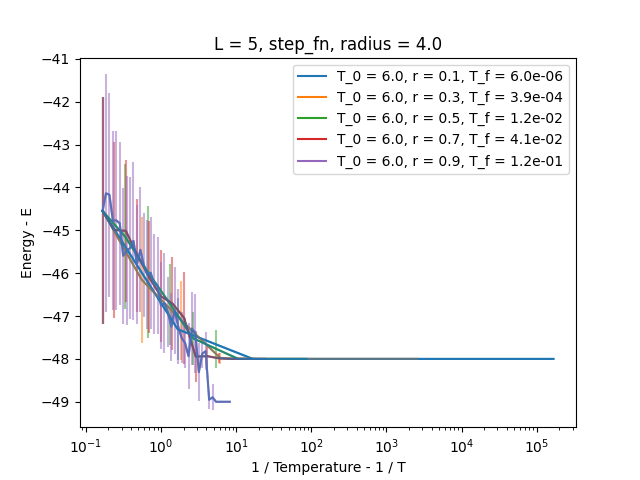 L = 5, step_fn, radius = 4.0
−41
−42
−43
−44
−45
−46
−47
−48
−49
Energy - E
T_0 = 6.0, r = 0.1, T_f = 6.0e-06
T_0 = 6.0, r = 0.3, T_f = 3.9e-04
T_0 = 6.0, r = 0.5, T_f = 1.2e-02
T_0 = 6.0, r = 0.7, T_f = 4.1e-02
T_0 = 6.0, r = 0.9, T_f = 1.2e-01
10⁻¹ 10⁰ 10¹ 10² 10³ 10⁴ 10⁵
1 / Temperature - 1 / T